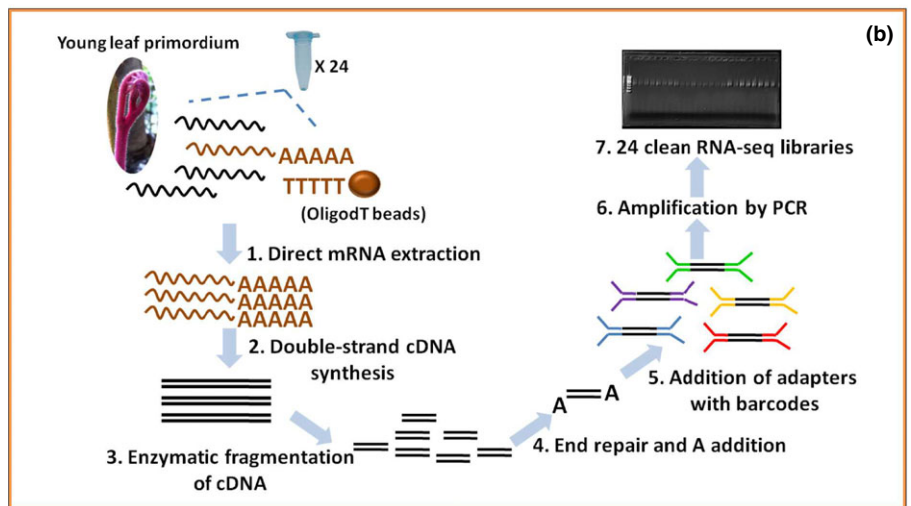 (b)
Young leaf primordium
X 24
AAAAA
TTTTT
(OligodT beads)
1. Direct mRNA extraction
AAAAA
AAAAA
AAAAA
2. Double-strand cDNA
synthesis
3. Enzymatic fragmentation
of cDNA
A A
4. End repair and A addition
5. Addition of adapters
with barcodes
6. Amplification by PCR
7. 24 clean RNA-seq libraries